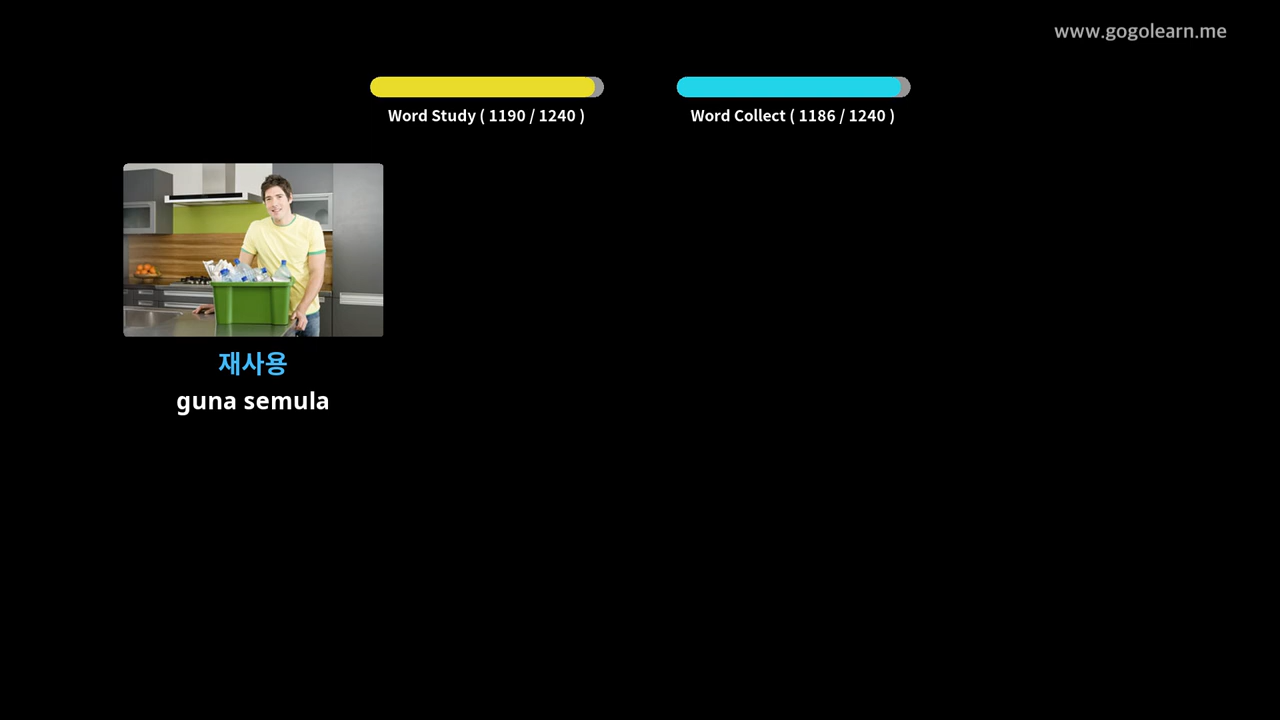 www.gogolearn.me
Word Study ( 1190 / 1240 )
Word Collect ( 1186 / 1240 )
재사용
guna semula